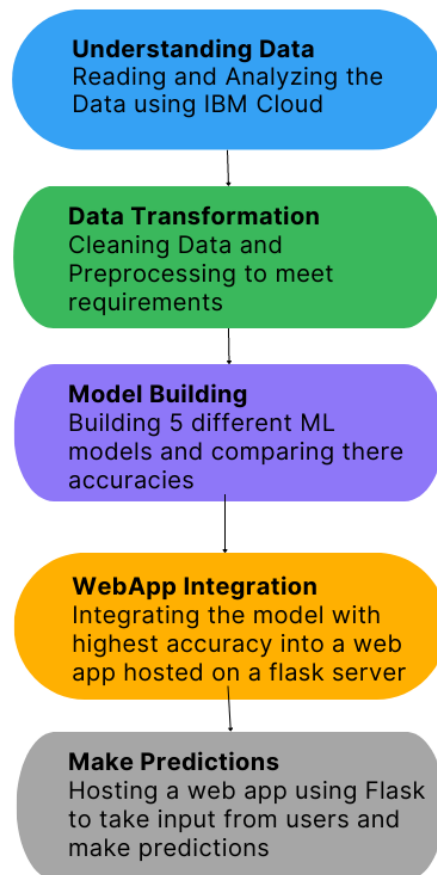 Understanding Data
Reading and Analyzing the
Data using IBM Cloud
Data Transformation
Cleaning Data and
Preprocessing to meet
requirements
Model Building
Building 5 different ML
models and comparing there
accuracies
WebApp Integration
Integrating the model with
highest accuracy into a web
app hosted on a flask server
Make Predictions
Hosting a web app using Flask
to take input from users and
make predictions